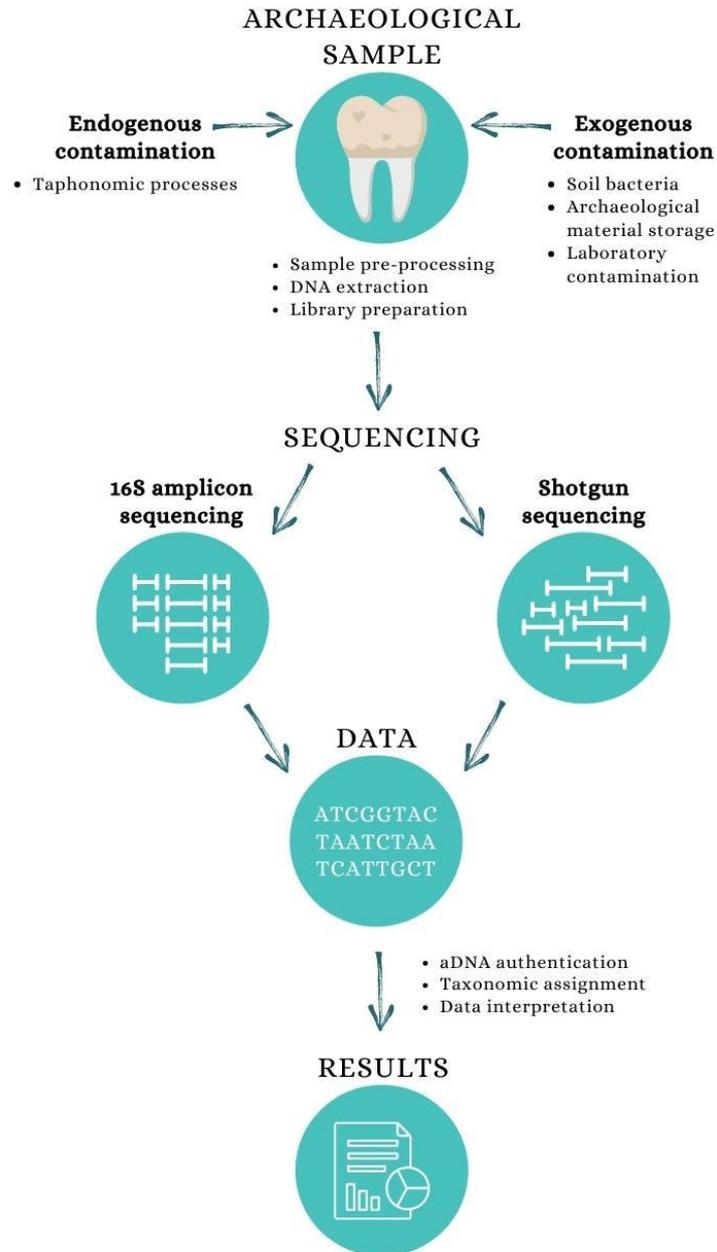 ARCHAEOLOGICAL
SAMPLE
Endogenous
contamination
• Taphonomic processes
Exogenous
contamination
• Soil bacteria
• Archaeological
material storage
• Laboratory
contamination
• Sample pre-processing
• DNA extraction
• Library preparation
SEQUENCING
16S amplicon
sequencing
Shotgun
sequencing
DATA
ATCGGTAC
TAATCTAA
TCATTGCT
• aDNA authentication
• Taxonomic assignment
• Data interpretation
RESULTS